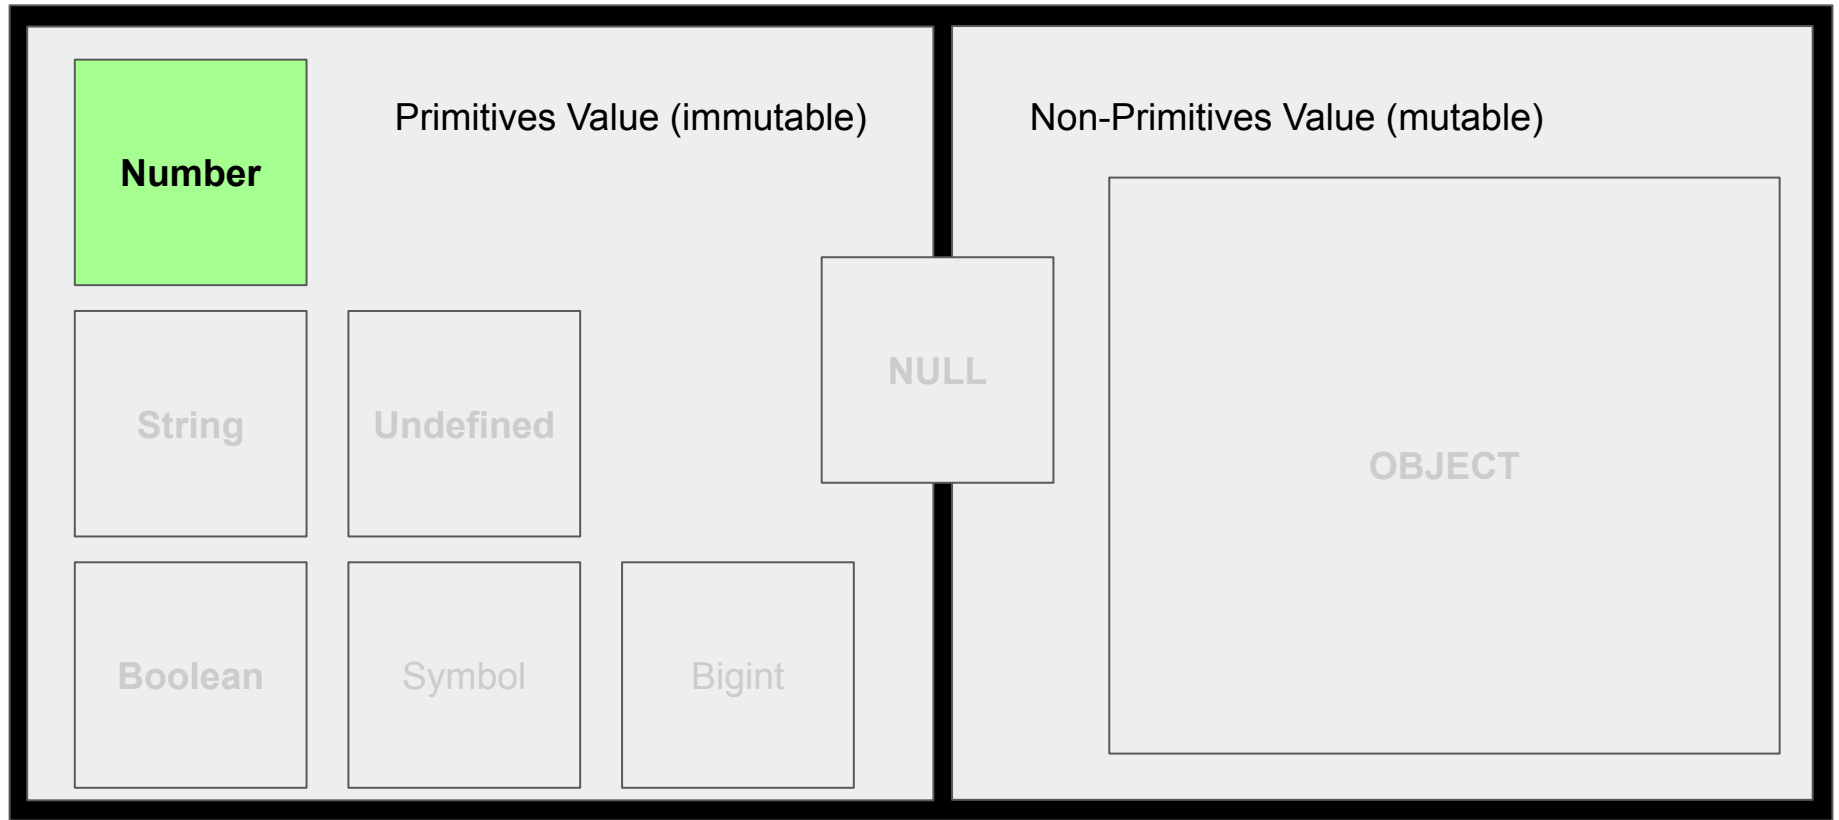 Primitives Value (immutable)
Non-Primitives Value (mutable)
Number
NULL
String
Undefined
OBJECT
Boolean
Symbol
Bigint